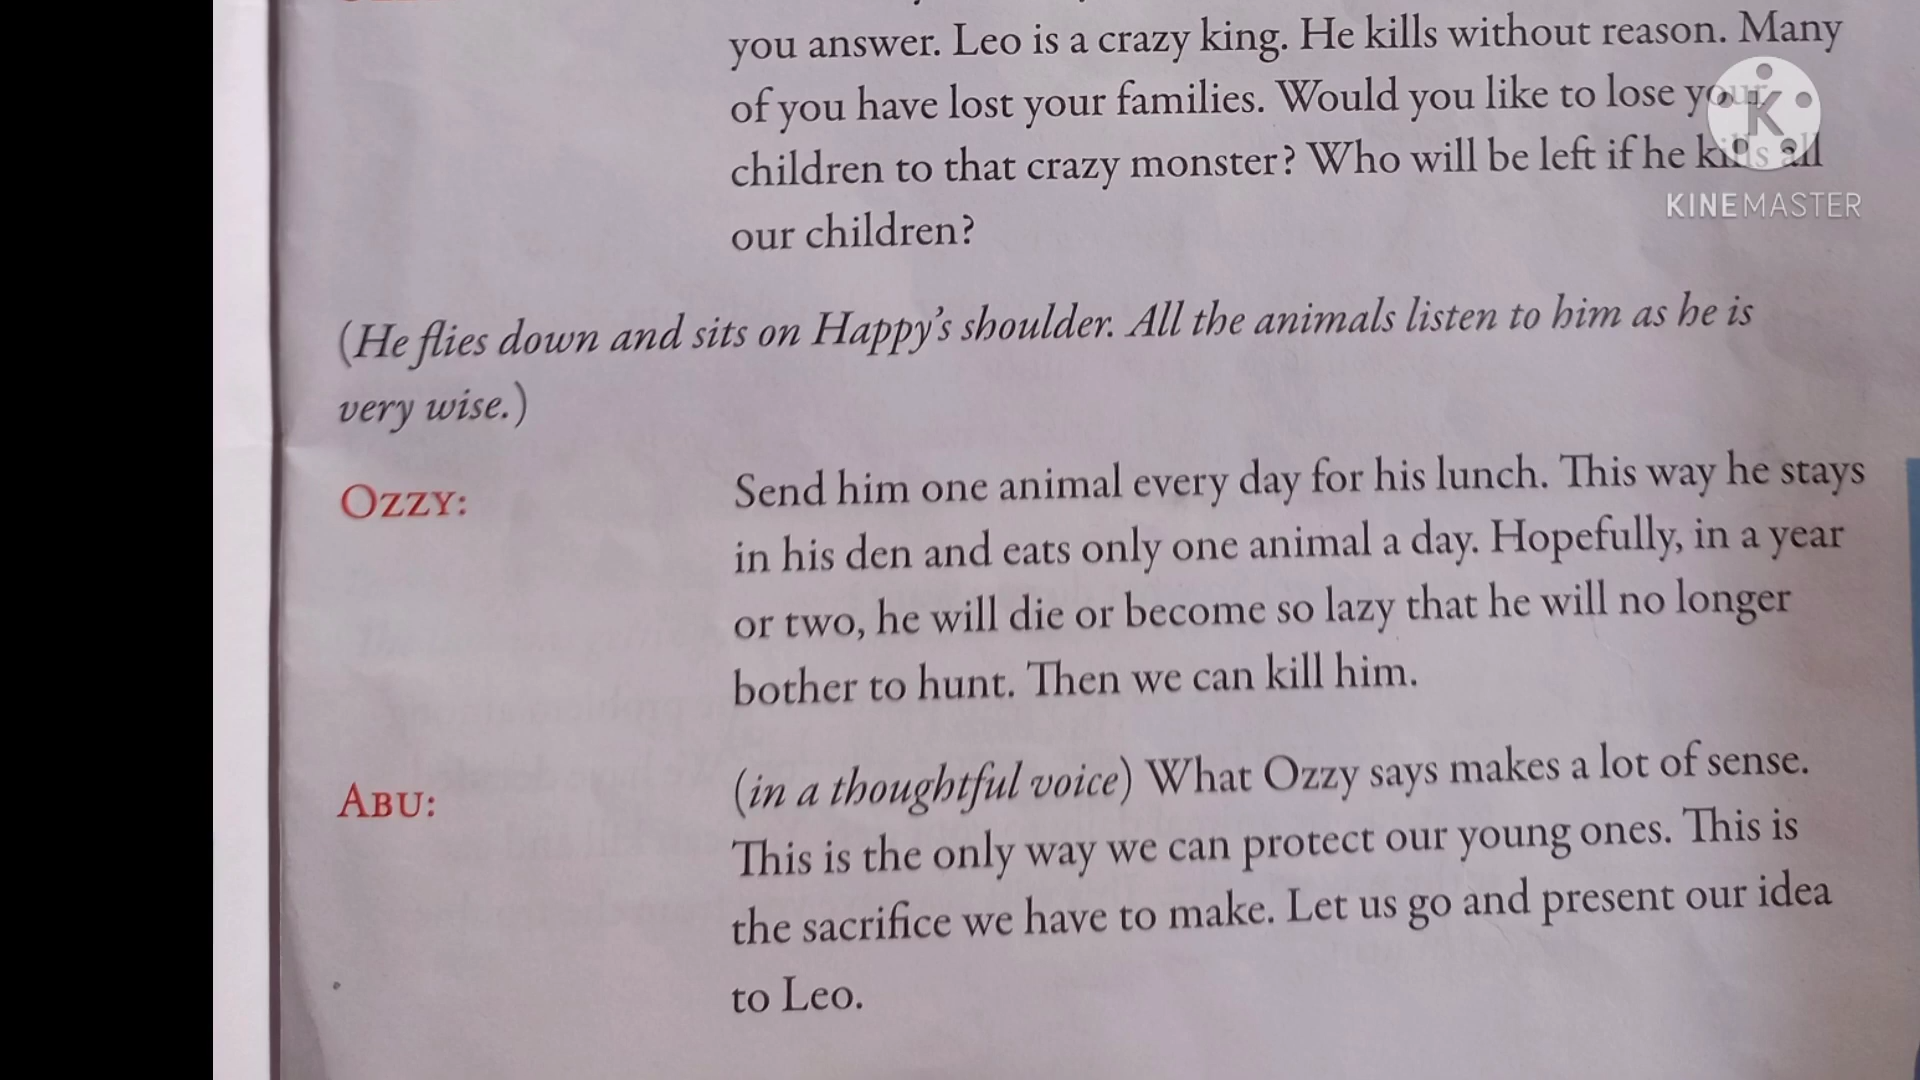 you answer. Leo is a crazy king. He kills without reason. Many
of you have lost your families. Would you like to lose your
children to that crazy monster? Who will be left if he kills all
our children?
KINEMASTER
(He flies down and sits on Happy's shoulder. All the animals listen to him as he is
very wise.)
OZZY: Send him one animal every day for his lunch. This way he stays
in his den and eats only one animal a day. Hopefully, in a year
or two, he will die or become so lazy that he will no longer
bother to hunt. Then we can kill him.
ABU: (in a thoughtful voice) What Ozzy says makes a lot of sense.
This is the only way we can protect our young ones. This is
the sacrifice we have to make. Let us go and present our idea
to Leo.